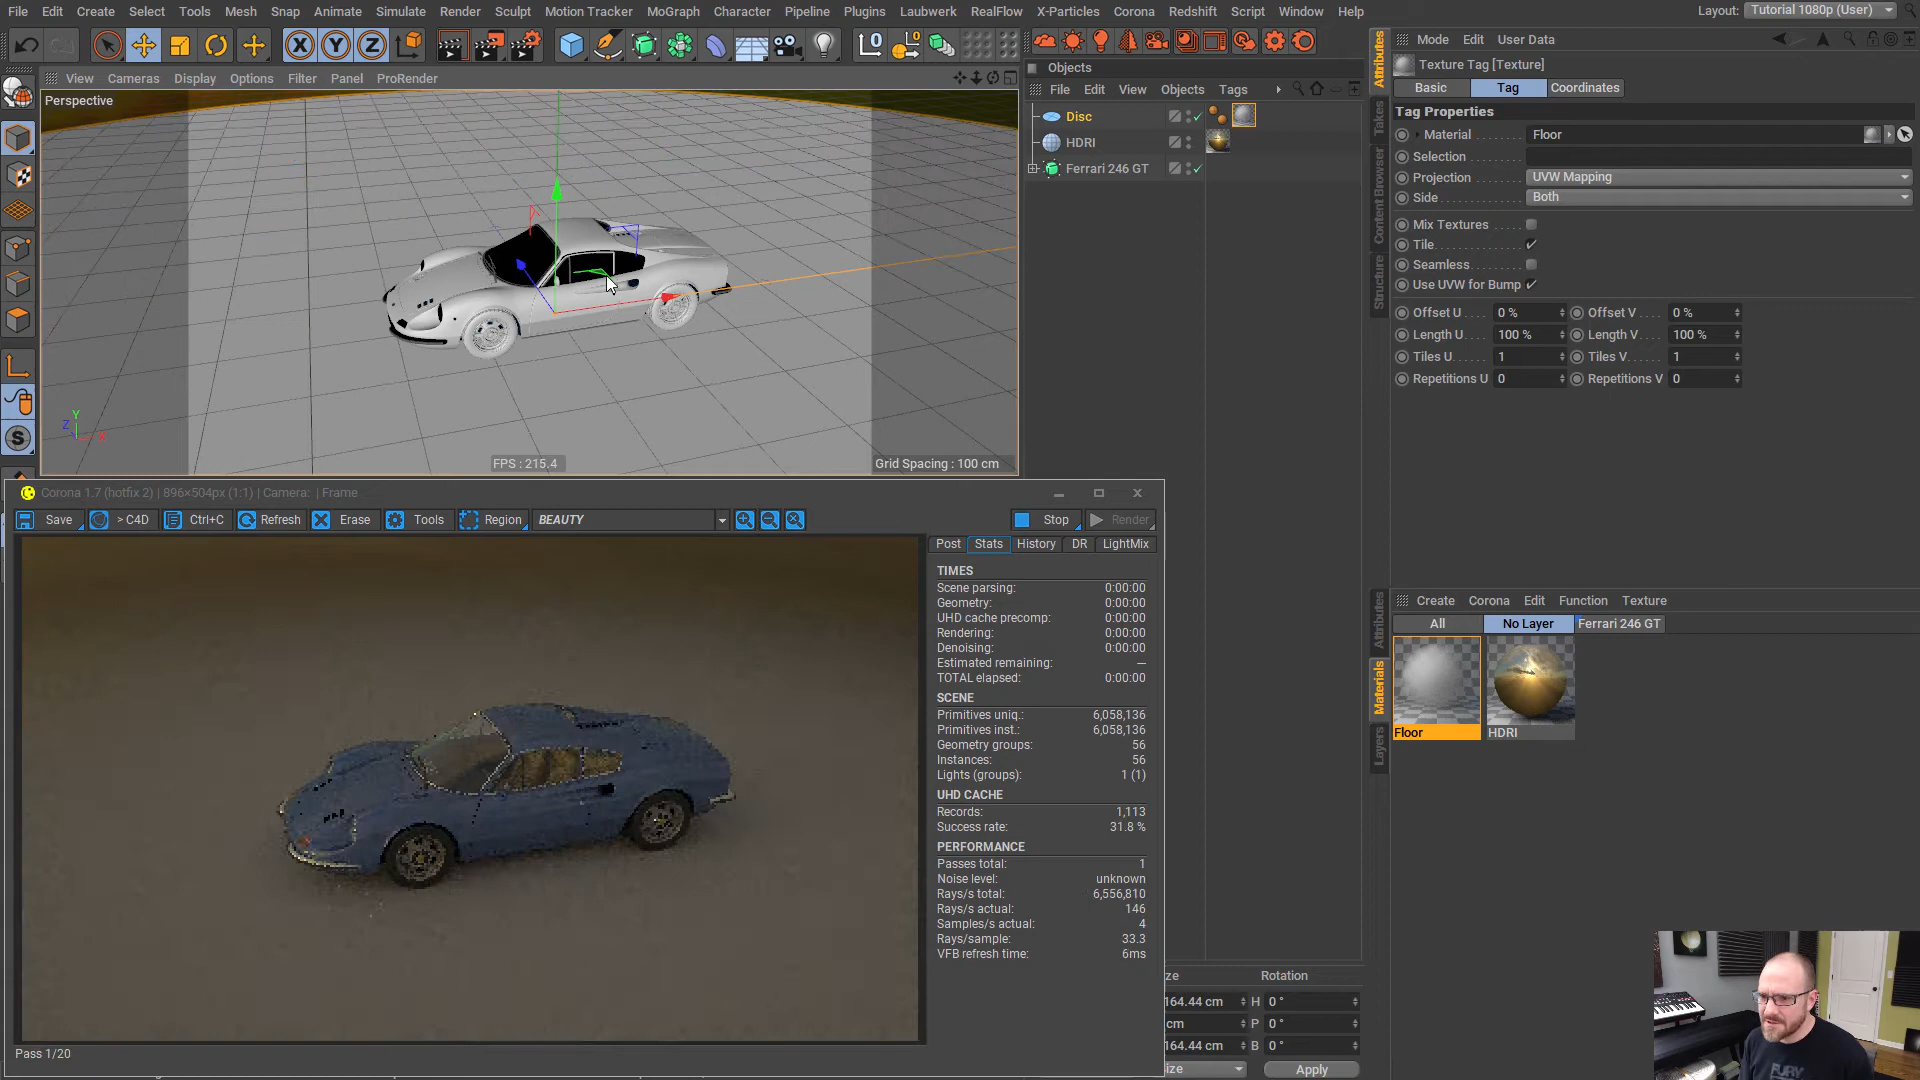 File Edit Create Select Tools Mesh Snap Animate Simulate Render Sculpt Motion Tracker MoGraph Character Pipeline Plugins Laubwerk RealFlow X-Particles Corona Redshift Script Window Help Layout: Tutorial 1080p (User)
X Y Z
View Cameras Display Options Filter Panel ProRender
Perspective
Y
Z X
FPS : 215.4
Grid Spacing : 100 cm
S
Objects
File Edit View Objects Tags
Disc
HDRI
Ferrari 246 GT
Attributes
Takes
Content Browser
Structure
Mode Edit User Data
Texture Tag [Texture]
Basic Tag Coordinates
Tag Properties
Material Floor
Selection
Projection UVW Mapping
Side Both
Mix Textures
Tile
Seamless
Use UVW for Bump
Offset U 0 % Offset V 0 %
Length U 100 % Length V 100 %
Tiles U 1 Tiles V 1
Repetitions U 0 Repetitions V 0
Corona 1.7 (hotfix 2) | 896×504px (1:1) | Camera: | Frame
Save > C4D Ctrl+C Refresh Erase Tools Region BEAUTY Stop Render
Post Stats History DR LightMix
TIMES
Scene parsing: 0:00:00
Geometry: 0:00:00
UHD cache precomp: 0:00:00
Rendering: 0:00:00
Denoising: 0:00:00
Estimated remaining: —
TOTAL elapsed: 0:00:00
SCENE
Primitives uniq.: 6,058,136
Primitives inst.: 6,058,136
Geometry groups: 56
Instances: 56
Lights (groups): 1 (1)
UHD CACHE
Records: 1,113
Success rate: 31.8 %
PERFORMANCE
Passes total: 1
Noise level: unknown
Rays/s total: 6,556,810
Rays/s actual: 146
Samples/s actual: 4
Rays/sample: 33.3
VFB refresh time: 6ms
Pass 1/20
ze Rotation
164.44 cm H 0 °
cm P 0 °
164.44 cm B 0 °
ize Apply
Attributes
Materials
Layers
Create Corona Edit Function Texture
All No Layer Ferrari 246 GT
Floor HDRI
FURY